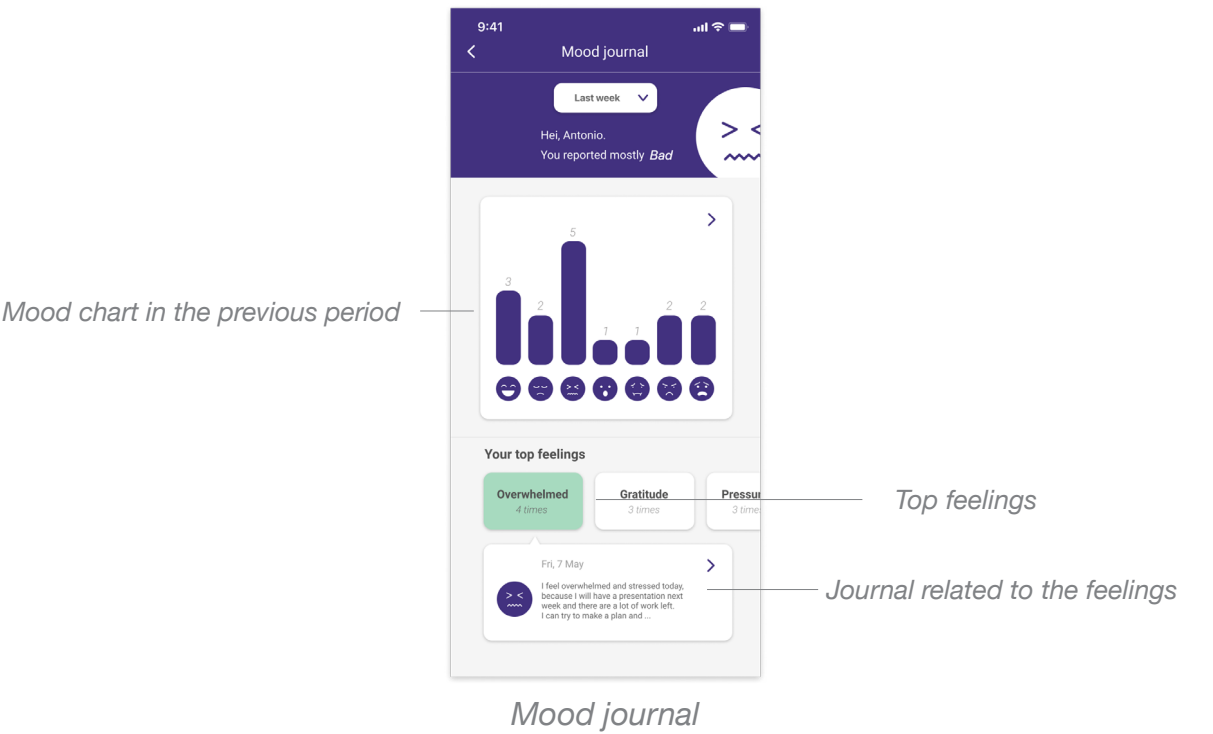 9:41
Mood journal
Last week
Hei, Antonio.
You reported mostly Bad
5
3
2
1
1
2
2
Mood chart in the previous period
Your top feelings
Overwhelmed
4 times
Gratitude
3 times
Pressu
3 time
Top feelings
Fri, 7 May
I feel overwhelmed and stressed today,
because I will have a presentation next
week and there are a lot of work left.
I can try to make a plan and ...
Journal related to the feelings
Mood journal